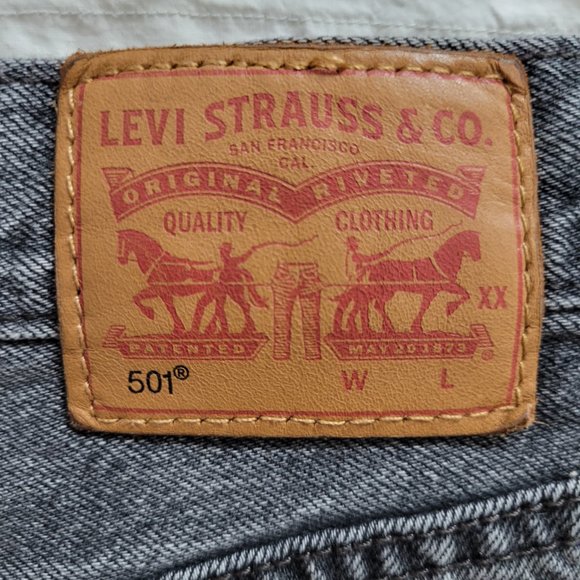 LEVI STRAUSS & CO.
SAN FRANCISCO
CAL.
ORIGINAL RIVETED
QUALITY CLOTHING
XX
PATENTED MAY 20 1873
®
501®
W L